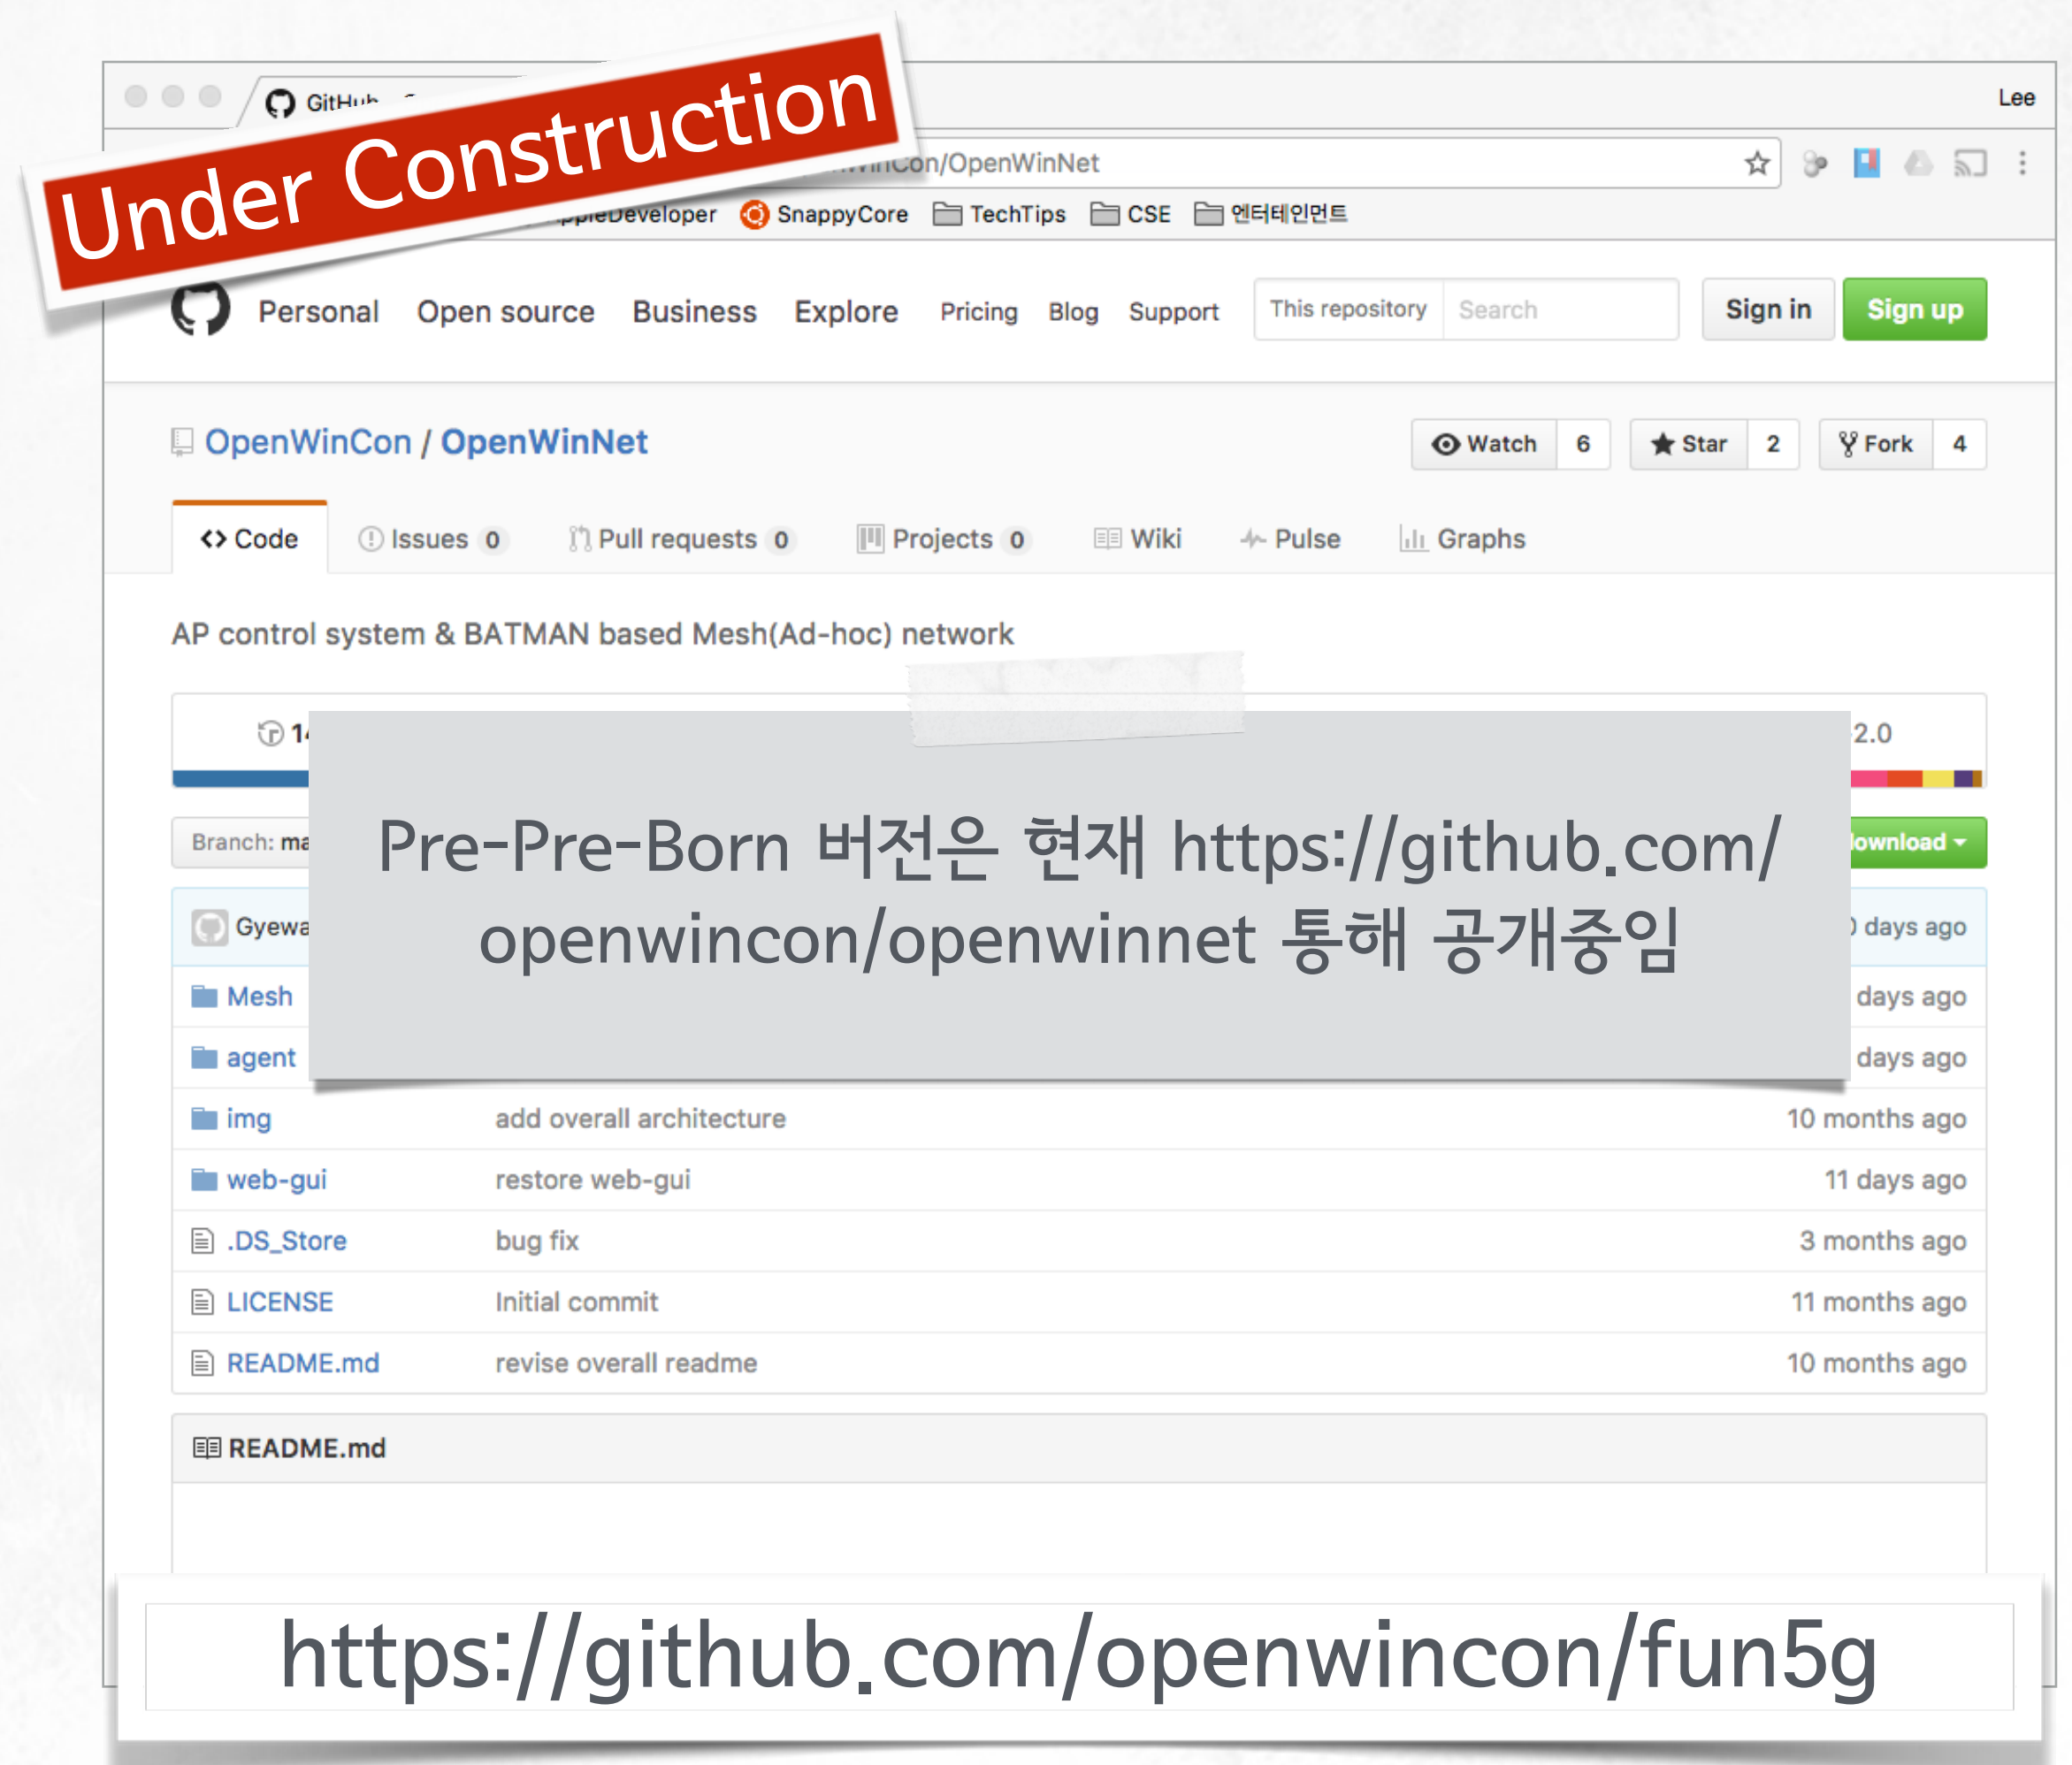 Under Construction
GitHub
Lee
Con/OpenWinNet
Developer SnappyCore TechTips CSE 엔터테인먼트
Personal Open source Business Explore Pricing Blog Support This repository Search Sign in Sign up
OpenWinCon / OpenWinNet Watch 6 Star 2 Fork 4
Code Issues 0 Pull requests 0 Projects 0 Wiki Pulse Graphs
AP control system & BATMAN based Mesh(Ad-hoc) network
2.0
Pre-Pre-Born 버전은 현재 https://github.com/
openwincon/openwinnet 통해 공개중임
Branch:
days ago
Mesh days ago
agent days ago
img add overall architecture 10 months ago
web-gui restore web-gui 11 days ago
.DS_Store bug fix 3 months ago
LICENSE Initial commit 11 months ago
README.md revise overall readme 10 months ago
README.md
https://github.com/openwincon/fun5g